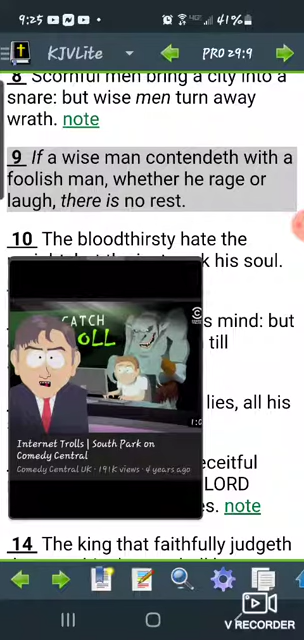 9:25 41%
KJVLite PRO 29:9
8 Scornful men bring a city into a
snare: but wise men turn away
wrath. note
9 If a wise man contendeth with a
foolish man, whether he rage or
laugh, there is no rest.
10 The bloodthirsty hate the
his soul.
CATCH
s mind: but
OLL
till
lies, all his
Internet Trolls | South Park on
Comedy Central
Comedy Central UK · 191K views · 4 years ago
eceitful
LORD
es. note
14 The king that faithfully judgeth
V RECORDER